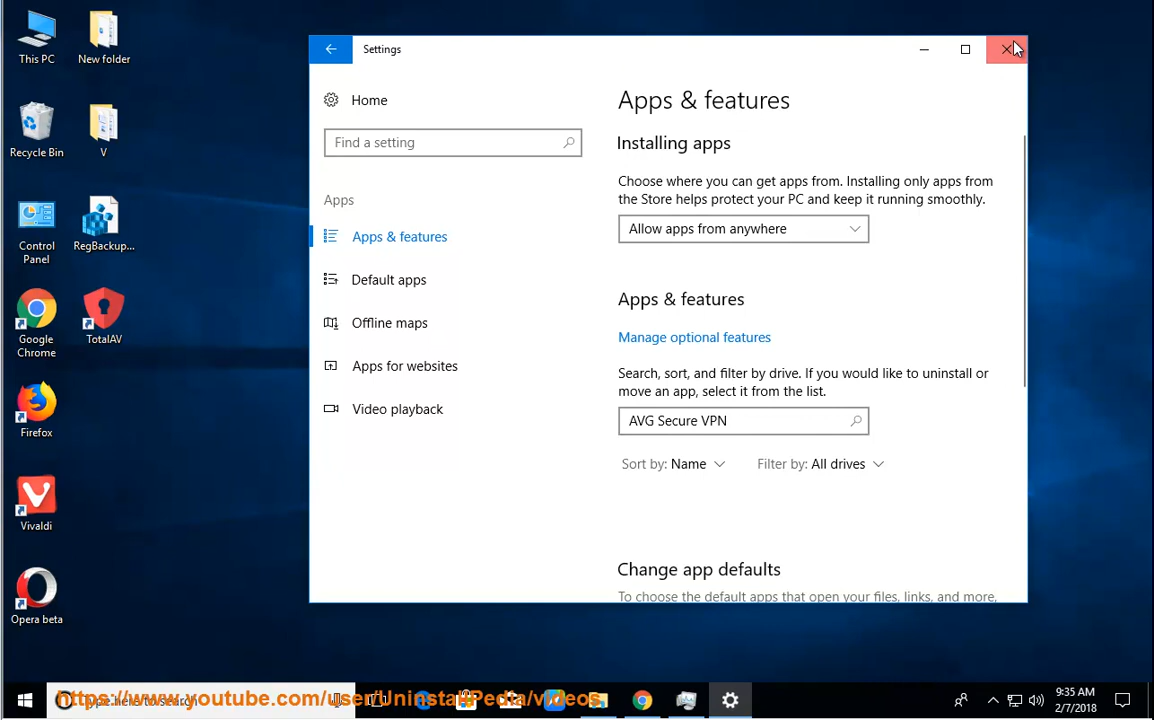 This PC
New folder
Recycle Bin
V
Control
Panel
RegBackup...
Google
Chrome
TotalAV
Firefox
Vivaldi
Opera beta
Settings
Home
Find a setting
Apps
Apps & features
Default apps
Offline maps
Apps for websites
Video playback
Apps & features
Installing apps
Choose where you can get apps from. Installing only apps from
the Store helps protect your PC and keep it running smoothly.
Allow apps from anywhere
Apps & features
Manage optional features
Search, sort, and filter by drive. If you would like to uninstall or
move an app, select it from the list.
AVG Secure VPN
Sort by: Name
Filter by: All drives
Change app defaults
To choose the default apps that open your files, links, and more,
Type here to search
https://www.youtube.com/user/UninstallPedia/videos
9:35 AM
2/7/2018